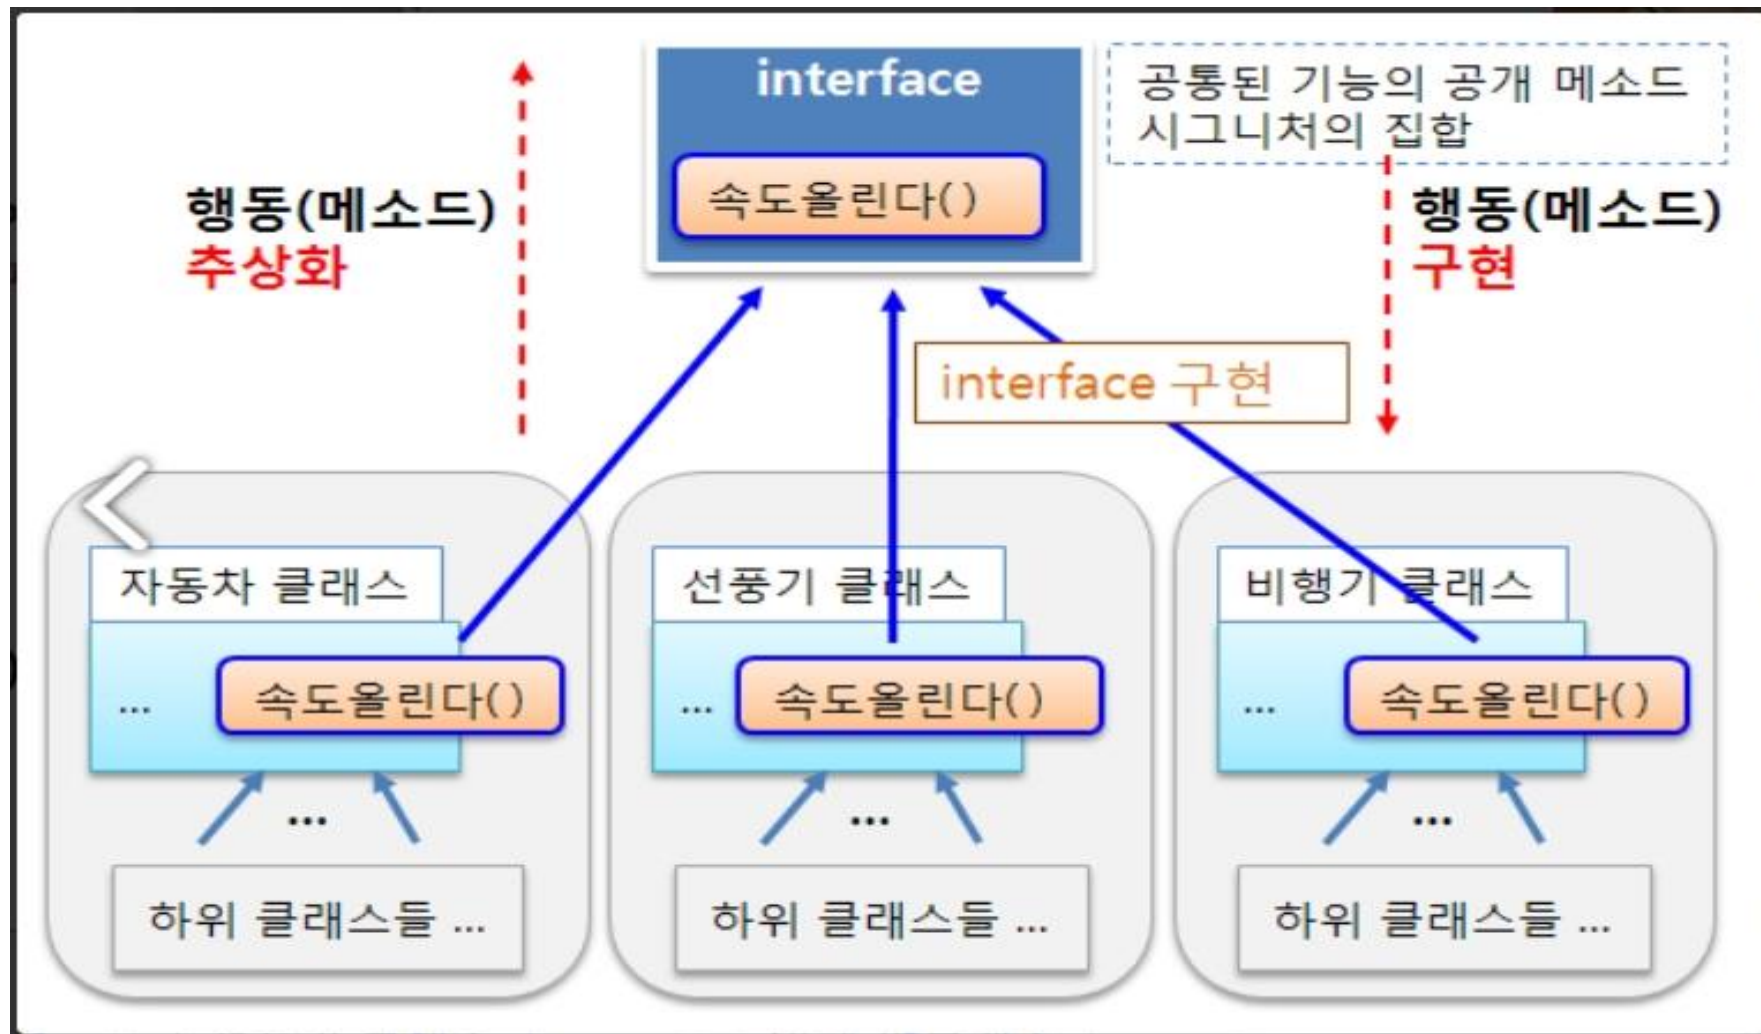 interface
속도올린다()
공통된 기능의 공개 메소드
시그니처의 집합
행동(메소드)
추상화
행동(메소드)
구현
interface 구현
자동차 클래스
... 속도올린다()
...
하위 클래스들 ...
선풍기 클래스
... 속도올린다()
...
하위 클래스들 ...
비행기 클래스
... 속도올린다()
...
하위 클래스들 ...